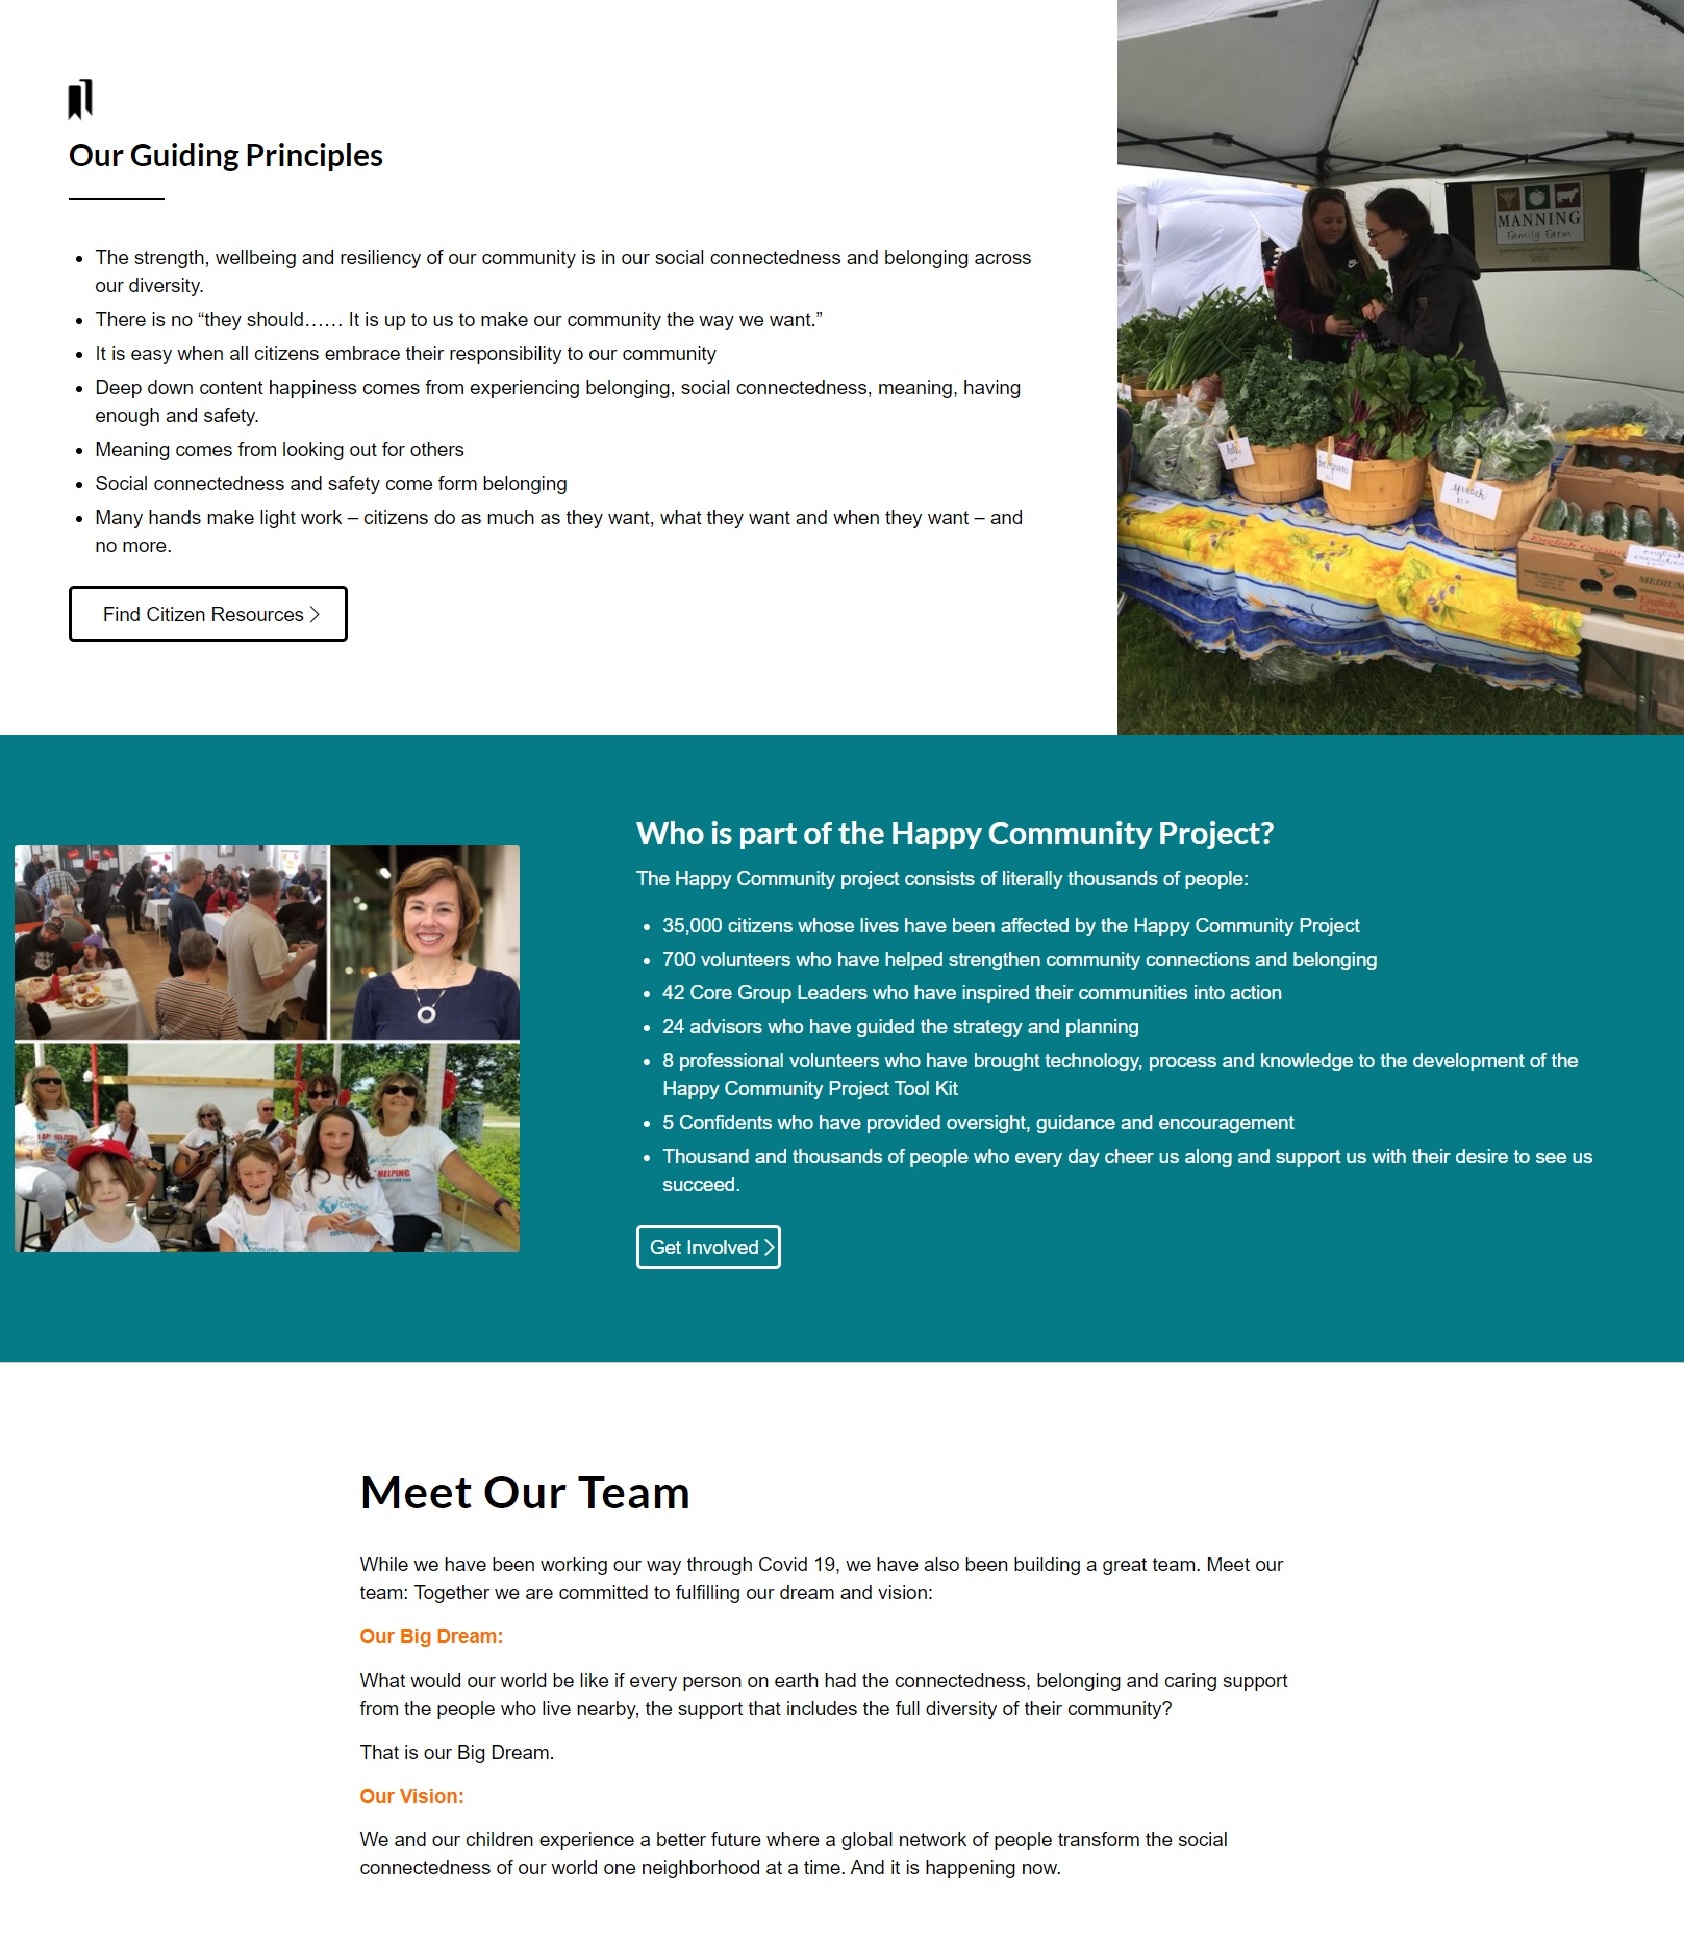 Our Guiding Principles
The strength, wellbeing and resiliency of our community is in our social connectedness and belonging across
our diversity.
There is no “they should…… It is up to us to make our community the way we want.”
It is easy when all citizens embrace their responsibility to our community
Deep down content happiness comes from experiencing belonging, social connectedness, meaning, having
enough and safety.
Meaning comes from looking out for others
Social connectedness and safety come form belonging
Many hands make light work – citizens do as much as they want, what they want and when they want – and
no more.
Find Citizen Resources
MANNING
Family Farm
spinach
English
Who is part of the Happy Community Project?
The Happy Community project consists of literally thousands of people:
35,000 citizens whose lives have been affected by the Happy Community Project
700 volunteers who have helped strengthen community connections and belonging
42 Core Group Leaders who have inspired their communities into action
24 advisors who have guided the strategy and planning
8 professional volunteers who have brought technology, process and knowledge to the development of the
Happy Community Project Tool Kit
5 Confidents who have provided oversight, guidance and encouragement
Thousand and thousands of people who every day cheer us along and support us with their desire to see us
succeed.
Get Involved
HELPING
Meet Our Team
While we have been working our way through Covid 19, we have also been building a great team. Meet our
team: Together we are committed to fulfilling our dream and vision:
Our Big Dream:
What would our world be like if every person on earth had the connectedness, belonging and caring support
from the people who live nearby, the support that includes the full diversity of their community?
That is our Big Dream.
Our Vision:
We and our children experience a better future where a global network of people transform the social
connectedness of our world one neighborhood at a time. And it is happening now.